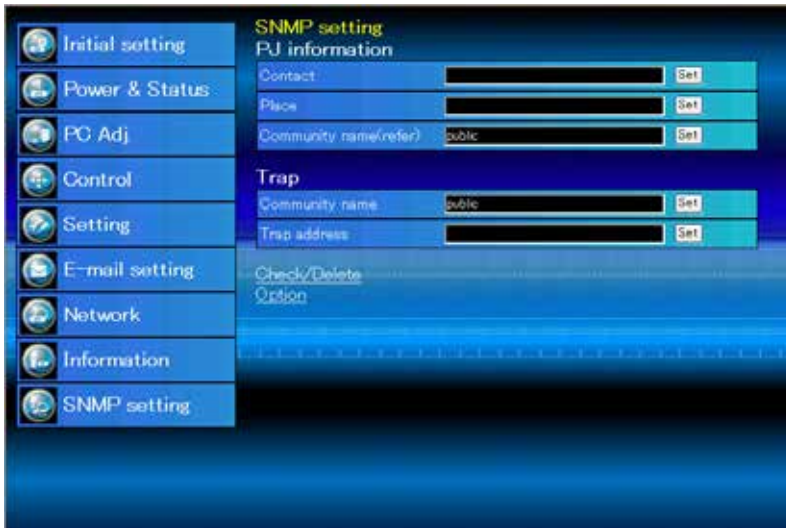 Initial setting
Power & Status
PC Adj.
Control
Setting
E-mail setting
Network
Information
SNMP setting
SNMP setting
PJ information
Contact Set
Place Set
Community name(refer) public Set
Trap
Community name public Set
Trap address Set
Check/Delete
Option